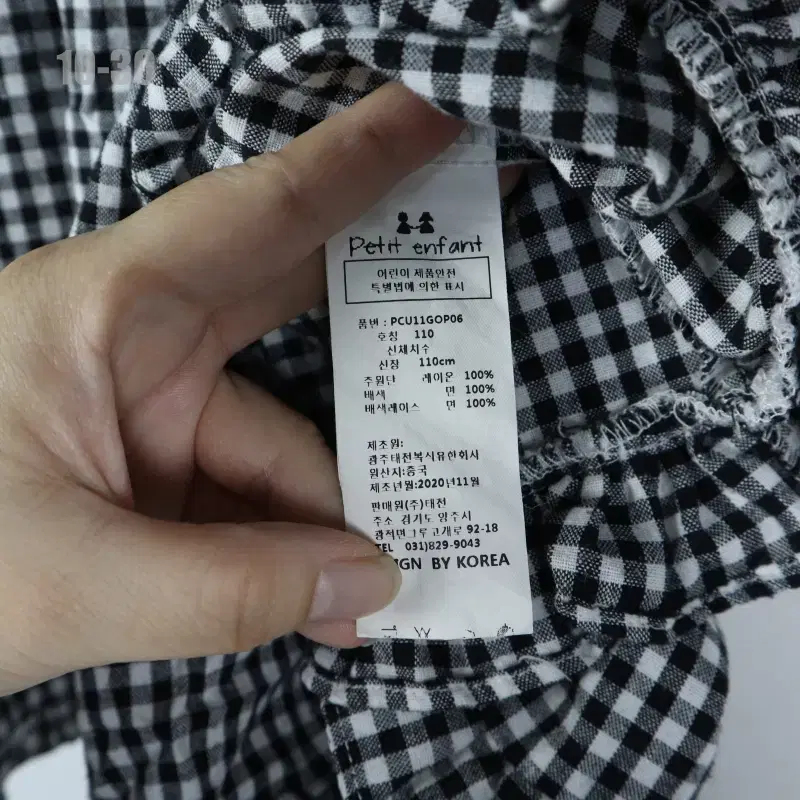 10-30
Petit enfant
어린이 제품안전
특별법에 의한 표시
품번 : PCU11GOP06
호칭 110
신체치수
신장 110cm
주원단 레이온 100%
배색 면 100%
배색레이스 면 100%
제조원:
광주태전복식유한회사
원산지:중국
제조년월:2020년11월
판매원(주)태전
주소 경기도 양주시
광적면그루고개로 92-18
TEL 031)829-9043
IGN BY KOREA